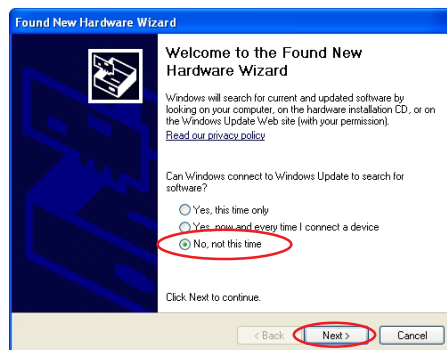 Found New Hardware Wizard
Welcome to the Found New
Hardware Wizard
Windows will search for current and updated software by
looking on your computer, on the hardware installation CD, or on
the Windows Update Web site (with your permission).
Read our privacy policy
Can Windows connect to Windows Update to search for
software?
Yes, this time only
Yes, now and every time I connect a device
No, not this time
Click Next to continue.
< Back Next > Cancel